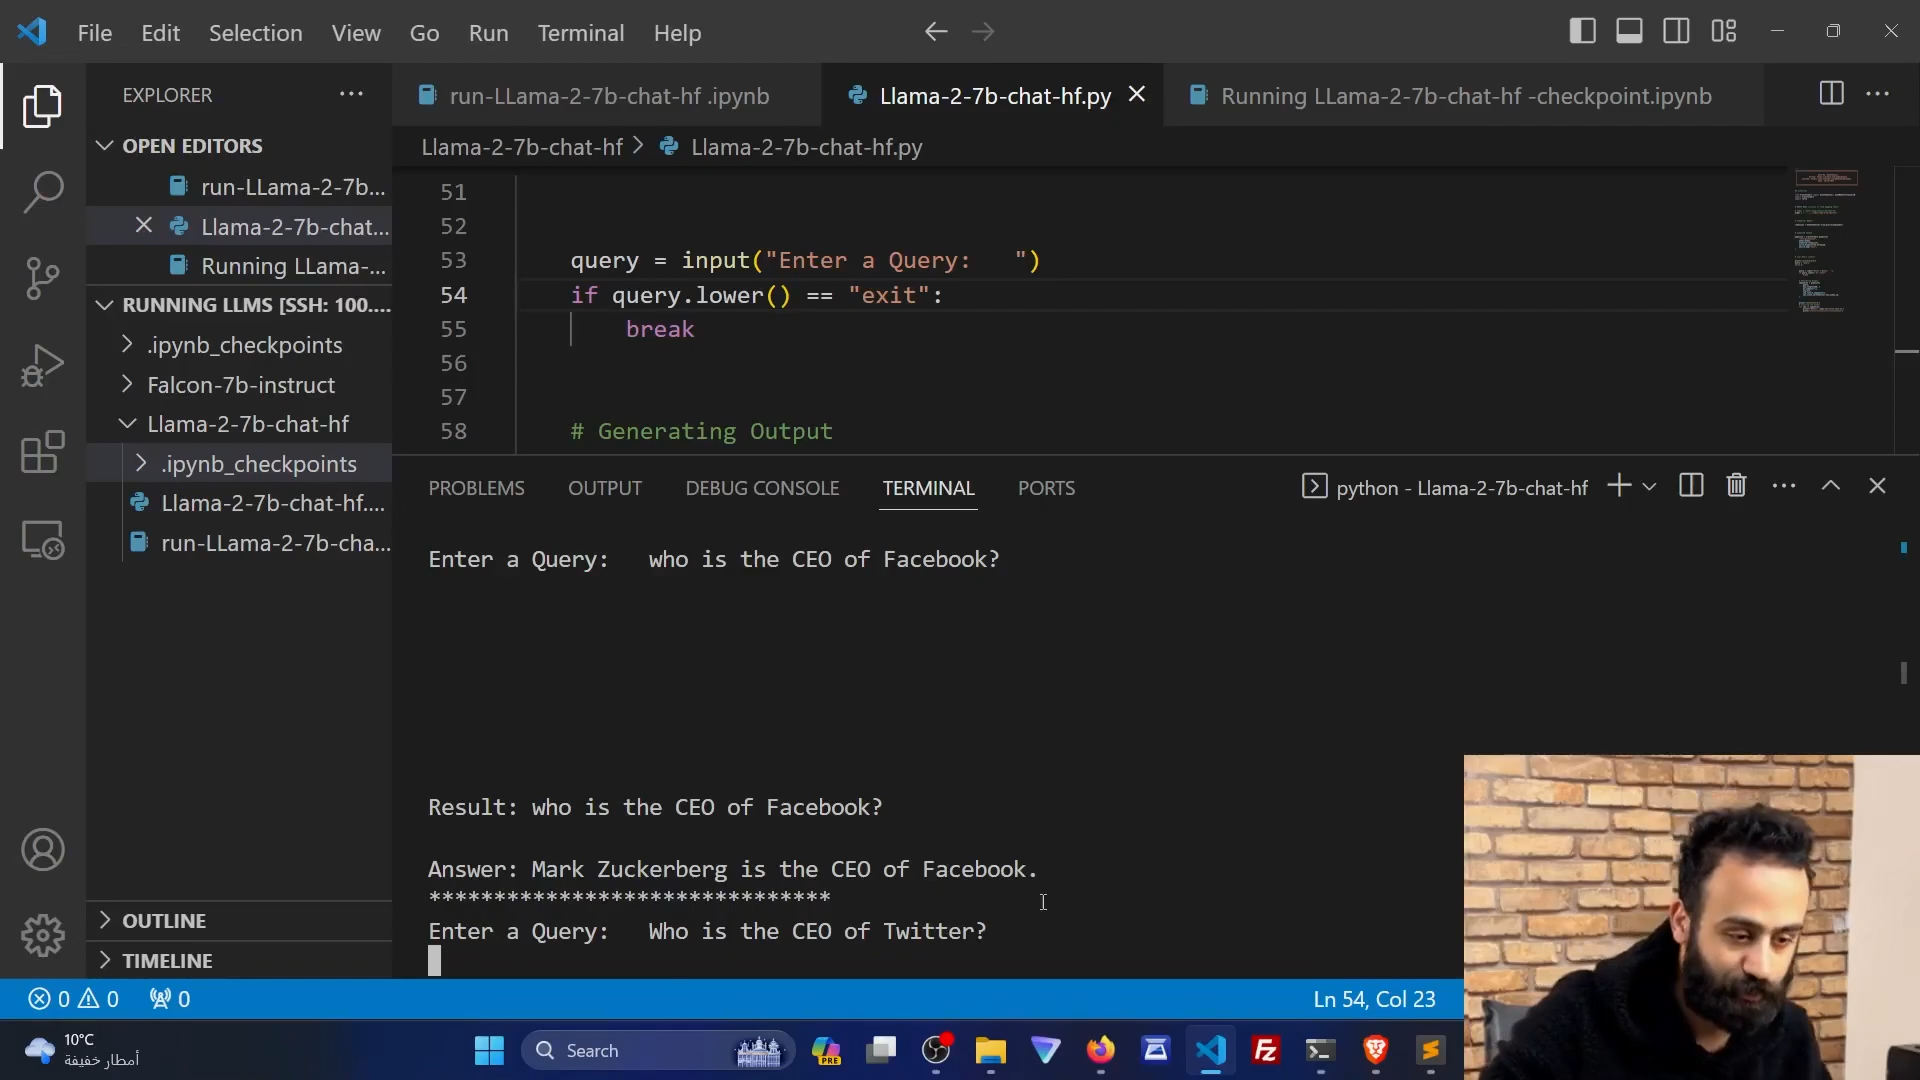 File Edit Selection View Go Run Terminal Help
EXPLORER
run-LLama-2-7b-chat-hf .ipynb
Llama-2-7b-chat-hf.py
Running LLama-2-7b-chat-hf -checkpoint.ipynb
OPEN EDITORS
run-LLama-2-7b...
Llama-2-7b-chat...
Running LLama-...
RUNNING LLMS [SSH: 100....
.ipynb_checkpoints
Falcon-7b-instruct
Llama-2-7b-chat-hf
.ipynb_checkpoints
Llama-2-7b-chat-hf....
run-LLama-2-7b-cha...
OUTLINE
TIMELINE
Llama-2-7b-chat-hf > Llama-2-7b-chat-hf.py
51
52
53 query = input("Enter a Query:   ")
54 if query.lower() == "exit":
55 break
56
57
58 # Generating Output
PROBLEMS OUTPUT DEBUG CONSOLE TERMINAL PORTS
python - Llama-2-7b-chat-hf
Enter a Query:   who is the CEO of Facebook?
Result: who is the CEO of Facebook?
Answer: Mark Zuckerberg is the CEO of Facebook.
*******************************
Enter a Query:   Who is the CEO of Twitter?
0 0 0
Ln 54, Col 23
10°C
أمطار خفيفة
Search
PRE
Fz